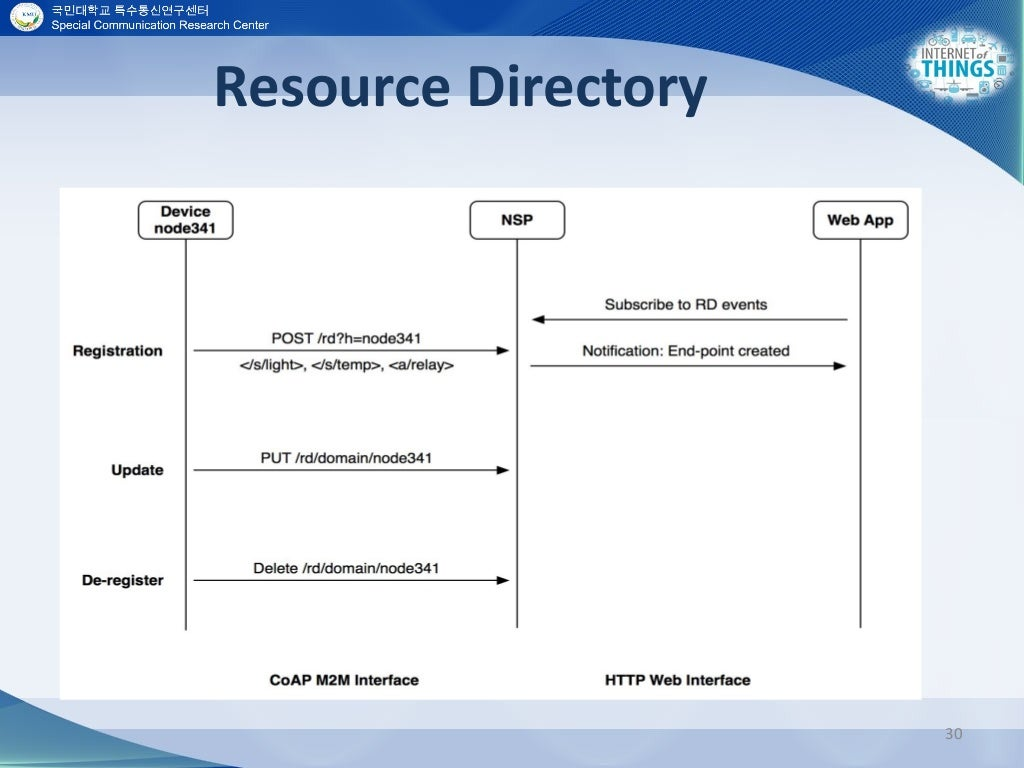 국민대학교 특수통신연구센터
Special Communication Research Center
INTERNET of
THINGS
Resource Directory
Device
node341
NSP
Web App
Subscribe to RD events
POST /rd?h=node341
Registration
Notification: End-point created
</s/light>, </s/temp>, <a/relay>
PUT /rd/domain/node341
Update
Delete /rd/domain/node341
De-register
CoAP M2M Interface
HTTP Web Interface
30